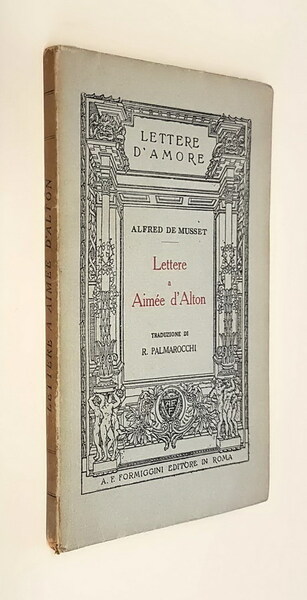 LETTERE
D'AMORE
ALFRED DE MUSSET
Lettere
a
Aimée d'Alton
TRADUZIONE DI
R. PALMAROCCHI
A. F. FORMIGGINI EDITORE IN ROMA
LETTERE A AIMÉE D'ALTON